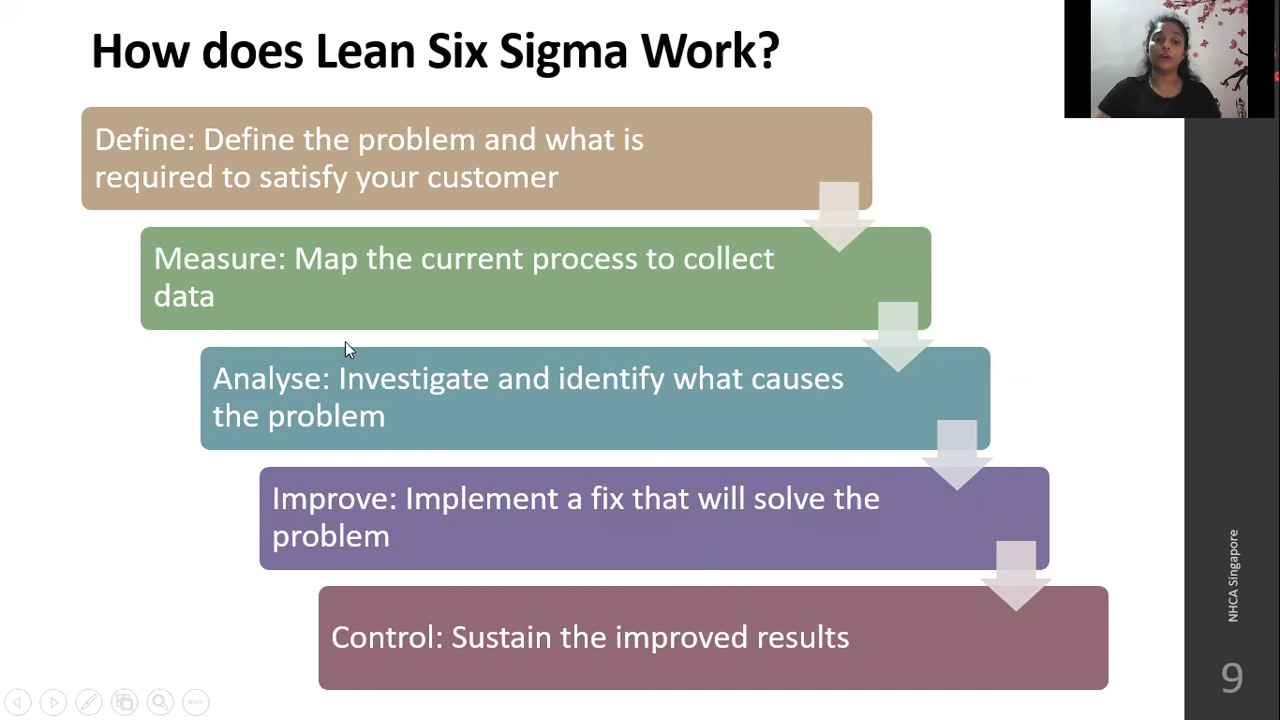 How does Lean Six Sigma Work?
Define: Define the problem and what is
required to satisfy your customer
Measure: Map the current process to collect
data
Analyse: Investigate and identify what causes
the problem
Improve: Implement a fix that will solve the
problem
Control: Sustain the improved results
NHCA Singapore
9